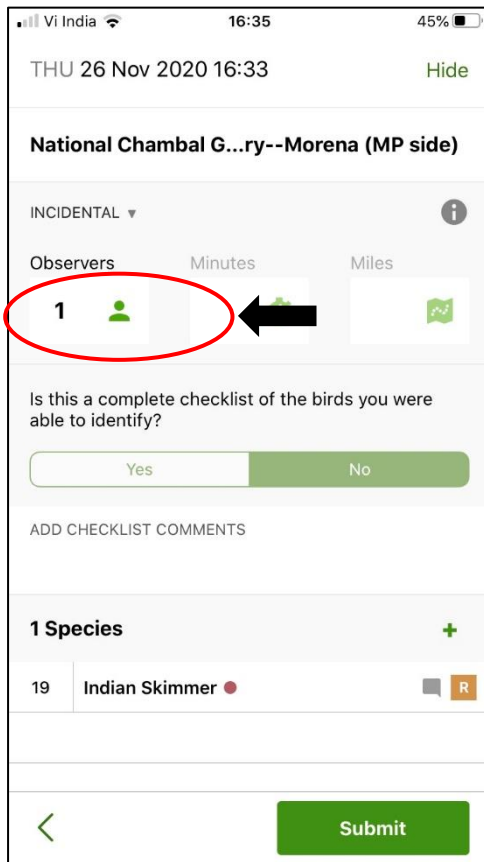 Vi India 16:35 45%
THU 26 Nov 2020 16:33 Hide
National Chambal G...ry--Morena (MP side)
INCIDENTAL ▼ i
Observers Minutes Miles
1
Is this a complete checklist of the birds you were
able to identify?
Yes No
ADD CHECKLIST COMMENTS
1 Species +
19 Indian Skimmer R
< Submit